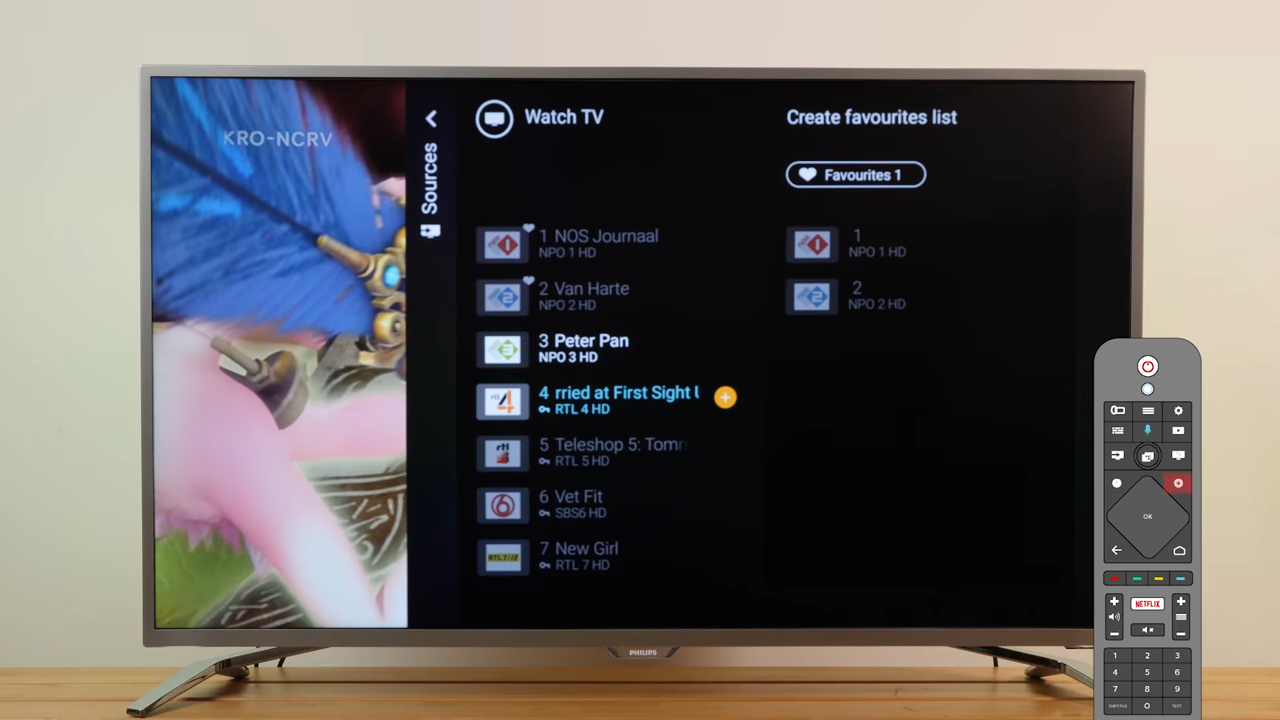 KRO-NCRV
Sources
Watch TV
1 NOS Journaal
NPO 1 HD
2 Van Harte
NPO 2 HD
3 Peter Pan
NPO 3 HD
4 rried at First Sight U
RTL 4 HD
5 Teleshop 5: Tomm
RTL 5 HD
6 Vet Fit
SBS6 HD
7 New Girl
RTL 7 HD
Create favourites list
Favourites 1
1
NPO 1 HD
2
NPO 2 HD
PHILIPS
OK
NETFLIX
1 2 3
4 5 6
7 8 9
SUBTITLE 0 TEXT